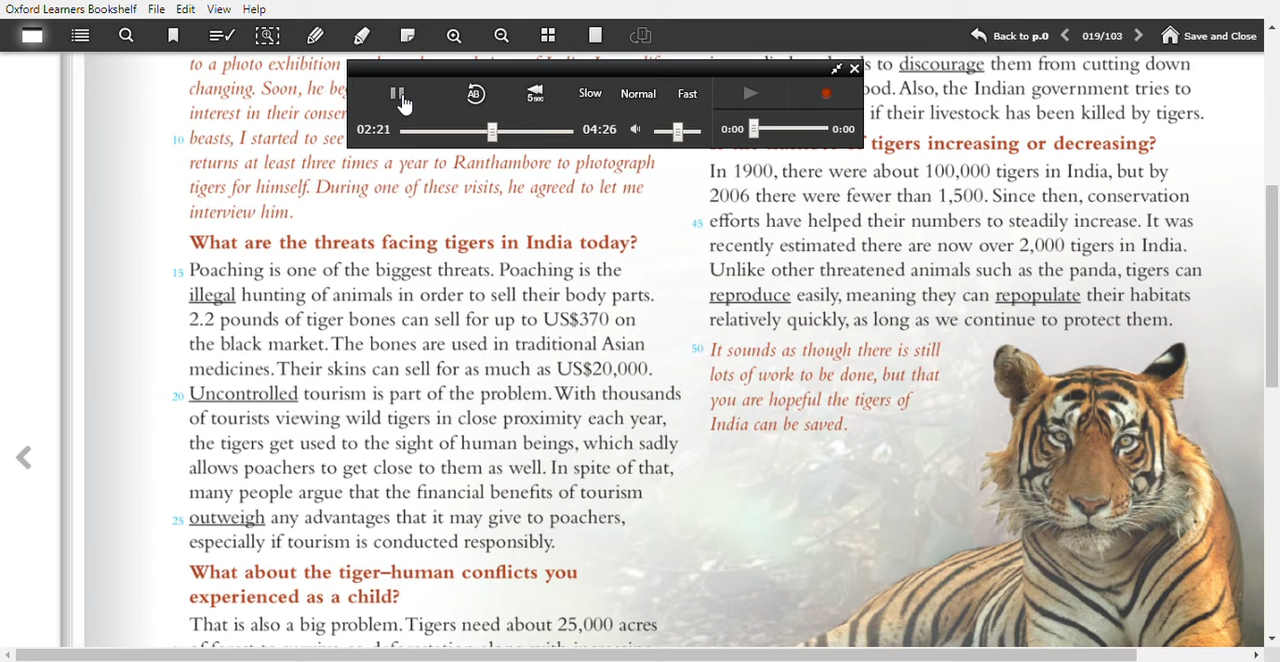 Oxford Learners Bookshelf File Edit View Help
Back to p.0 019/103 Save and Close
to a photo exhibition
changing. Soon, he
interest in their
10 beasts, I started to see
returns at least three times a year to Ranthambore to photograph
tigers for himself. During one of these visits, he agreed to let me
interview him.
What are the threats facing tigers in India today?
15 Poaching is one of the biggest threats. Poaching is the
illegal hunting of animals in order to sell their body parts.
2.2 pounds of tiger bones can sell for up to US$370 on
the black market. The bones are used in traditional Asian
medicines. Their skins can sell for as much as US$20,000.
20 Uncontrolled tourism is part of the problem. With thousands
of tourists viewing wild tigers in close proximity each year,
the tigers get used to the sight of human beings, which sadly
allows poachers to get close to them as well. In spite of that,
many people argue that the financial benefits of tourism
25 outweigh any advantages that it may give to poachers,
especially if tourism is conducted responsibly.
What about the tiger–human conflicts you
experienced as a child?
That is also a big problem. Tigers need about 25,000 acres
AB 5 SEC Slow Normal Fast
02:21 04:26 0:00 0:00
to discourage them from cutting down
Also, the Indian government tries to
if their livestock has been killed by tigers.
tigers increasing or decreasing?
In 1900, there were about 100,000 tigers in India, but by
2006 there were fewer than 1,500. Since then, conservation
45 efforts have helped their numbers to steadily increase. It was
recently estimated there are now over 2,000 tigers in India.
Unlike other threatened animals such as the panda, tigers can
reproduce easily, meaning they can repopulate their habitats
relatively quickly, as long as we continue to protect them.
50 It sounds as though there is still
lots of work to be done, but that
you are hopeful the tigers of
India can be saved.